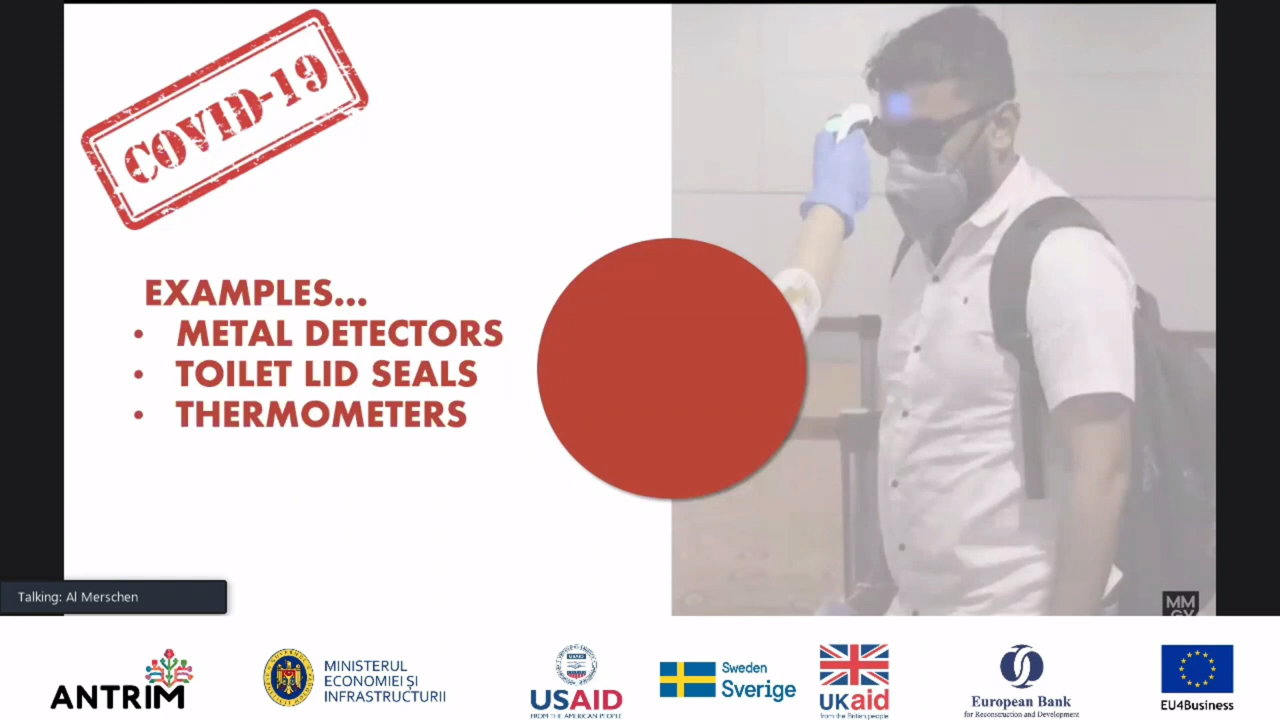 COVID-19
EXAMPLES...
• METAL DETECTORS
• TOILET LID SEALS
• THERMOMETERS
Talking: Al Merschen
MM
GY
ANTRIM
MINISTERUL
ECONOMIEI ȘI
INFRASTRUCTURII
USAID
FROM THE AMERICAN PEOPLE
Sweden
Sverige
UKaid
from the British people
European Bank
for Reconstruction and Development
EU4Business